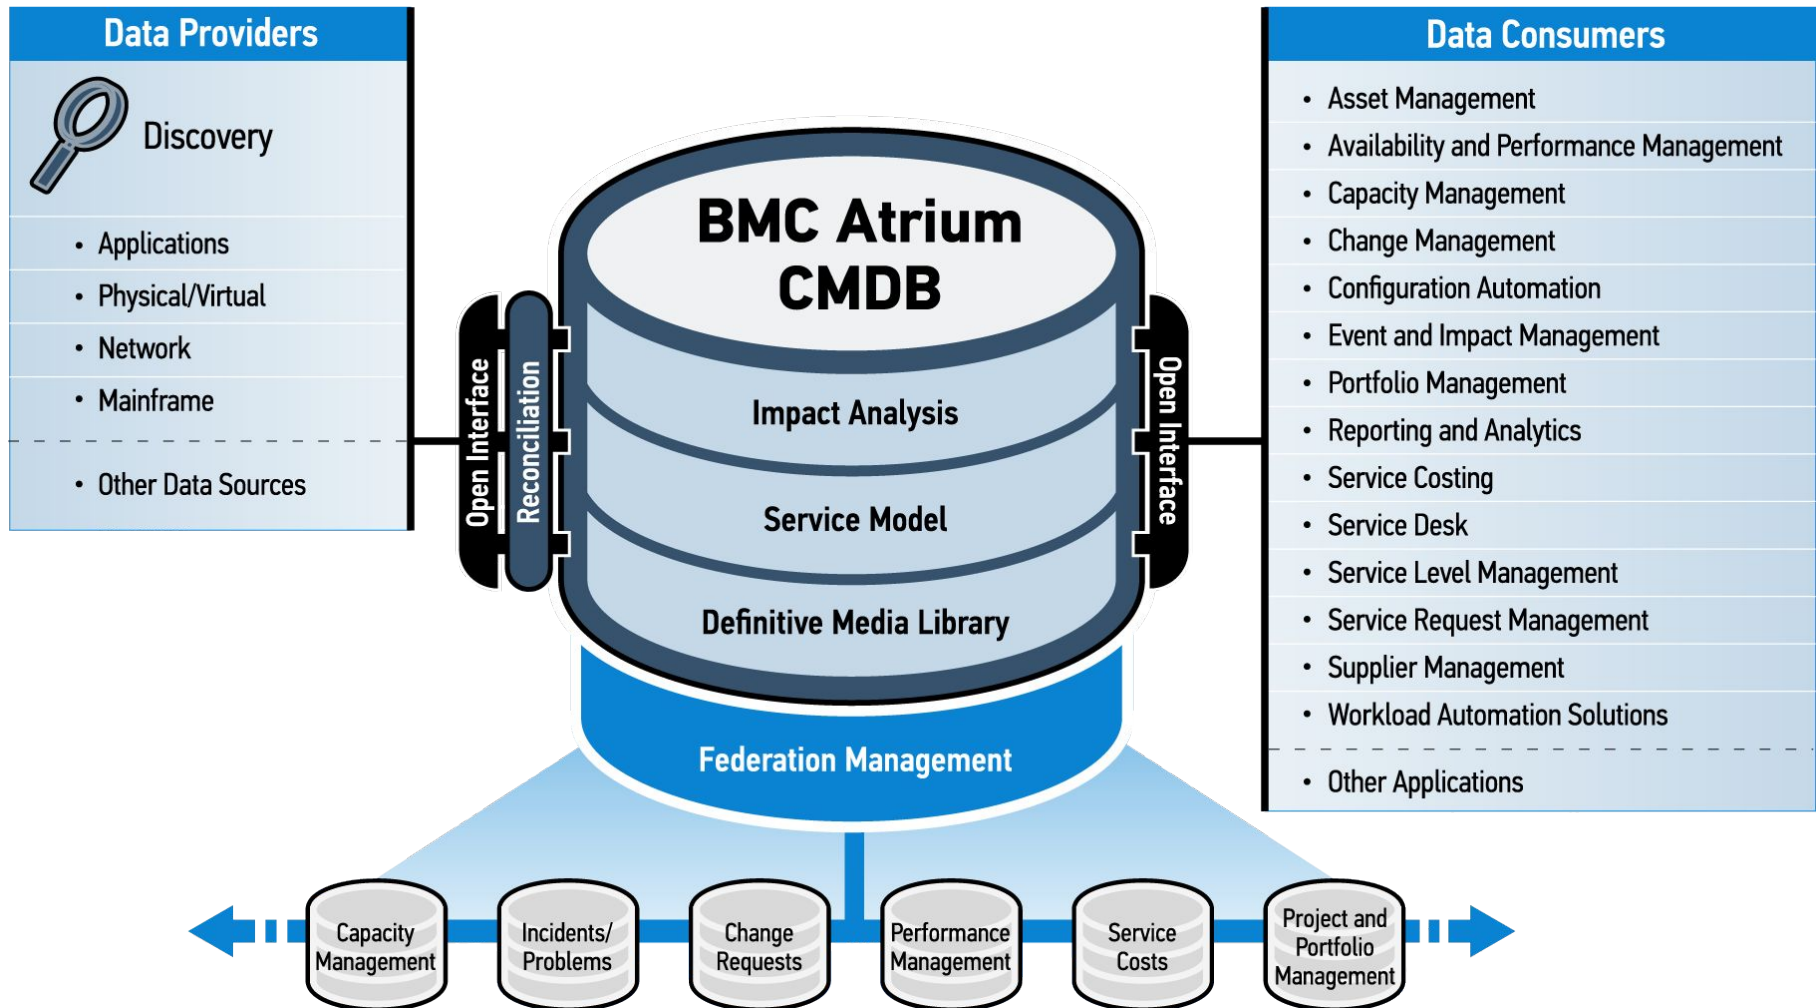 Data Providers
Discovery
• Applications
• Physical/Virtual
• Network
• Mainframe
• Other Data Sources
Open Interface
Reconciliation
BMC Atrium
CMDB
Impact Analysis
Service Model
Definitive Media Library
Federation Management
Open Interface
Data Consumers
• Asset Management
• Availability and Performance Management
• Capacity Management
• Change Management
• Configuration Automation
• Event and Impact Management
• Portfolio Management
• Reporting and Analytics
• Service Costing
• Service Desk
• Service Level Management
• Service Request Management
• Supplier Management
• Workload Automation Solutions
• Other Applications
Capacity
Management
Incidents/
Problems
Change
Requests
Performance
Management
Service
Costs
Project and
Portfolio
Management